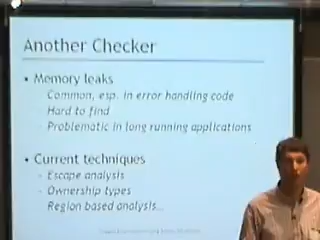 Another Checker
• Memory leaks
Common, esp. in error handling code
Hard to find
Problematic in long running applications
• Current techniques
- Escape analysis
- Ownership types
- Region based analysis...